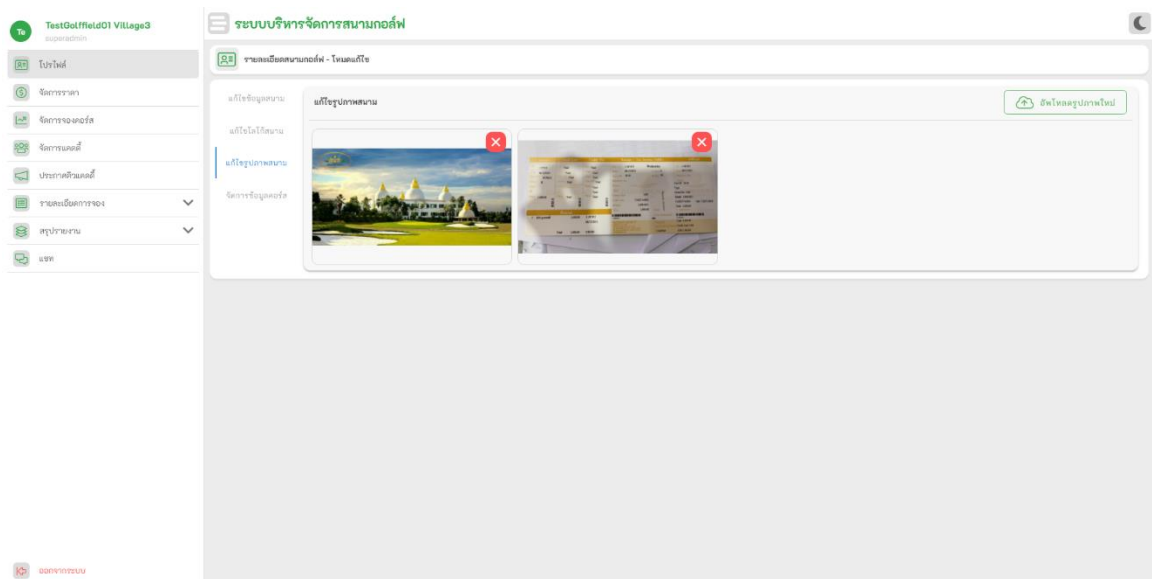 Te
TestGolffield01 Village3
superadmin
โปรไฟล์
จัดการราคา
จัดการจองคอร์ส
จัดการแคดดี้
ประกาศคิวแคดดี้
รายละเอียดการจอง
สรุปรายงาน
แชท
ออกจากระบบ
ระบบบริหารจัดการสนามกอล์ฟ
รายละเอียดสนามกอล์ฟ - โหมดแก้ไข
แก้ไขข้อมูลสนาม
แก้ไขโลโก้สนาม
แก้ไขรูปภาพสนาม
จัดการข้อมูลคอร์ส
แก้ไขรูปภาพสนาม
อัพโหลดรูปภาพใหม่